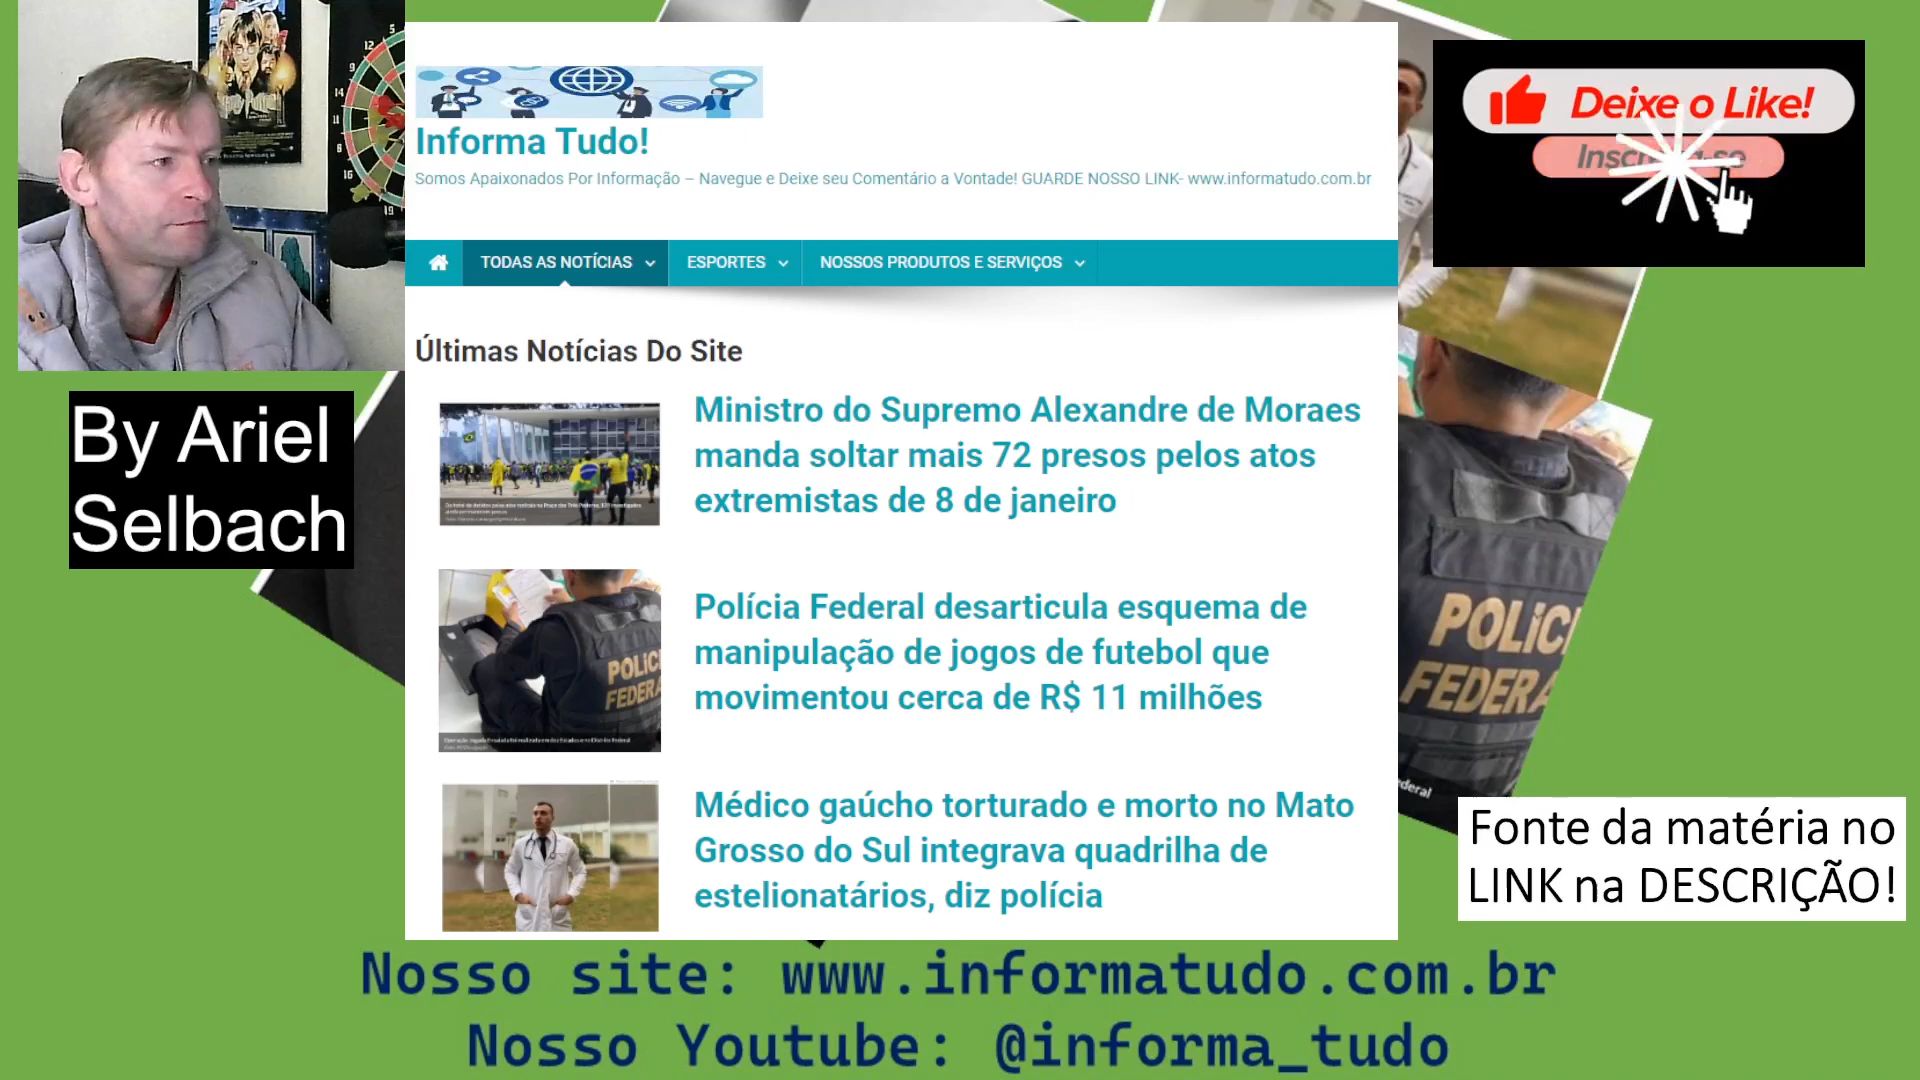 Informa Tudo!
Somos Apaixonados Por Informação – Navegue e Deixe seu Comentário a Vontade! GUARDE NOSSO LINK- www.informatudo.com.br
TODAS AS NOTÍCIAS
ESPORTES
NOSSOS PRODUTOS E SERVIÇOS
Últimas Notícias Do Site
Ministro do Supremo Alexandre de Moraes
manda soltar mais 72 presos pelos atos
extremistas de 8 de janeiro
Polícia Federal desarticula esquema de
manipulação de jogos de futebol que
movimentou cerca de R$ 11 milhões
POLÍC
FEDERA
Médico gaúcho torturado e morto no Mato
Grosso do Sul integrava quadrilha de
estelionatários, diz polícia
By Ariel
Selbach
Deixe o Like!
POLÍCI
FEDERA
ederal
Fonte da matéria no
LINK na DESCRIÇÃO!
Nosso site: www.informatudo.com.br
Nosso Youtube: @informa_tudo